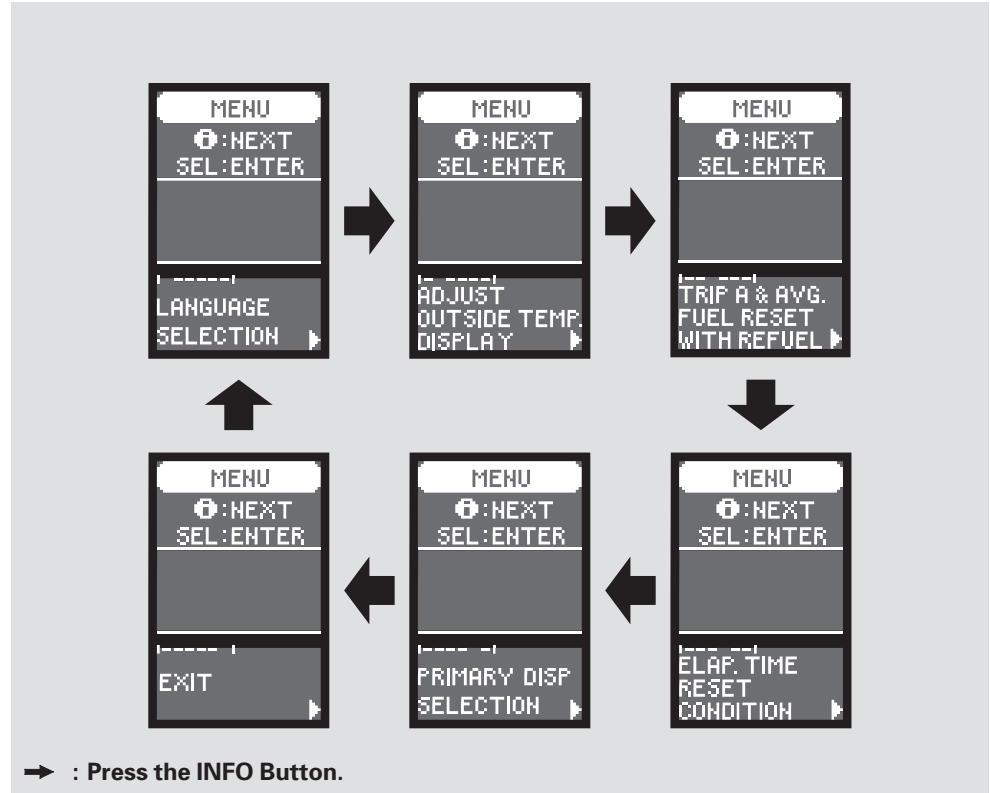 MENU
i:NEXT
SEL:ENTER
LANGUAGE
SELECTION
MENU
i:NEXT
SEL:ENTER
ADJUST
OUTSIDE TEMP.
DISPLAY
MENU
i:NEXT
SEL:ENTER
TRIP A & AVG.
FUEL RESET
WITH REFUEL
MENU
i:NEXT
SEL:ENTER
ELAP. TIME
RESET
CONDITION
MENU
i:NEXT
SEL:ENTER
PRIMARY DISP
SELECTION
MENU
i:NEXT
SEL:ENTER
EXIT
: Press the INFO Button.